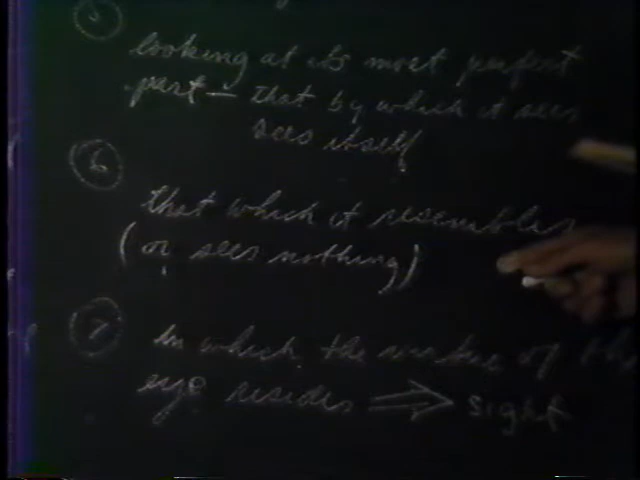 5
looking at its most perfect
part — that by which it sees
sees itself
6
that which it resembles
(or sees nothing)
7
in which the virtue of the
eye resides ⇒ sight